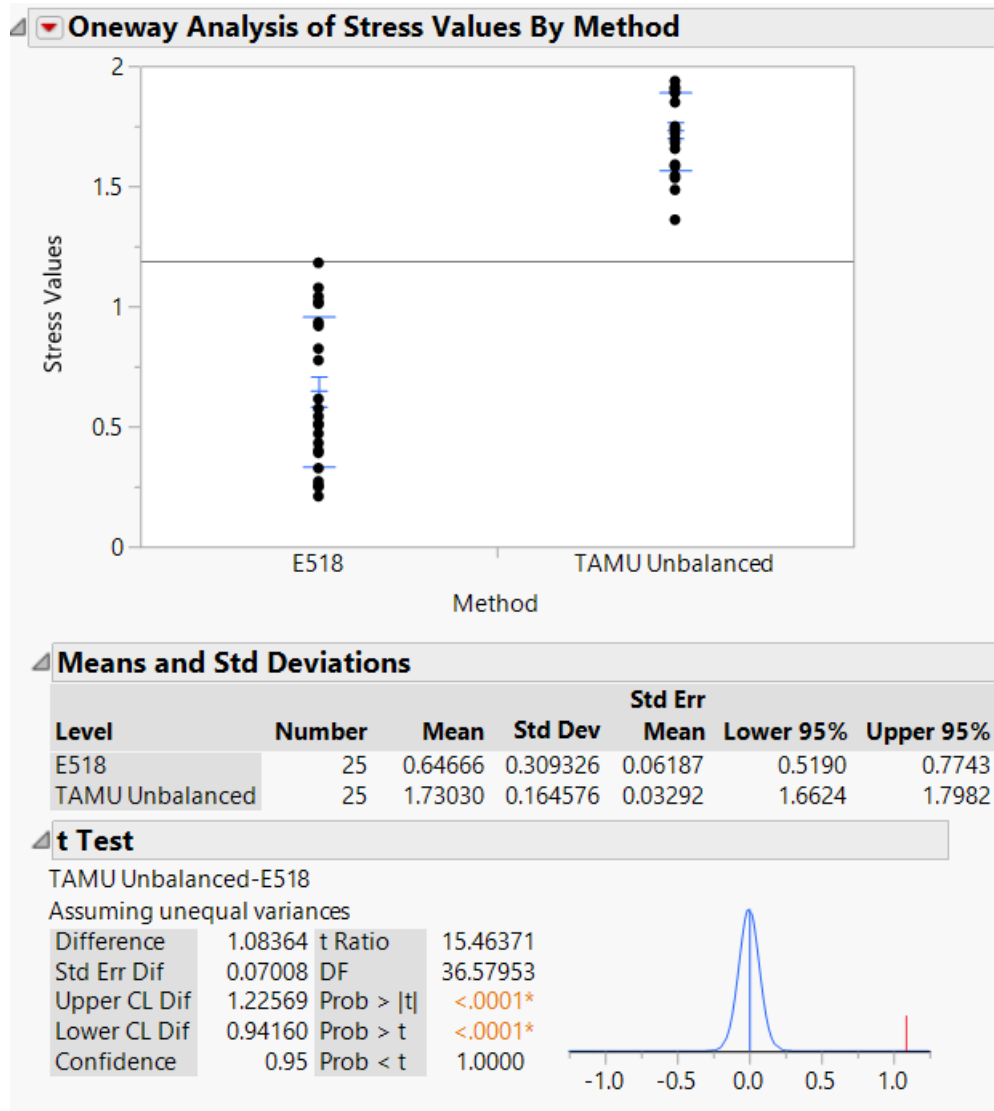 Oneway Analysis of Stress Values By Method
2
1.5
1
0.5
0
Stress Values
E518 TAMU Unbalanced
Method
Means and Std Deviations
Std Err
Level Number Mean Std Dev Mean Lower 95% Upper 95%
E518 25 0.64666 0.309326 0.06187 0.5190 0.7743
TAMU Unbalanced 25 1.73030 0.164576 0.03292 1.6624 1.7982
t Test
TAMU Unbalanced-E518
Assuming unequal variances
Difference 1.08364 t Ratio 15.46371
Std Err Dif 0.07008 DF 36.57953
Upper CL Dif 1.22569 Prob > |t| <.0001*
Lower CL Dif 0.94160 Prob > t <.0001*
Confidence 0.95 Prob < t 1.0000
-1.0 -0.5 0.0 0.5 1.0